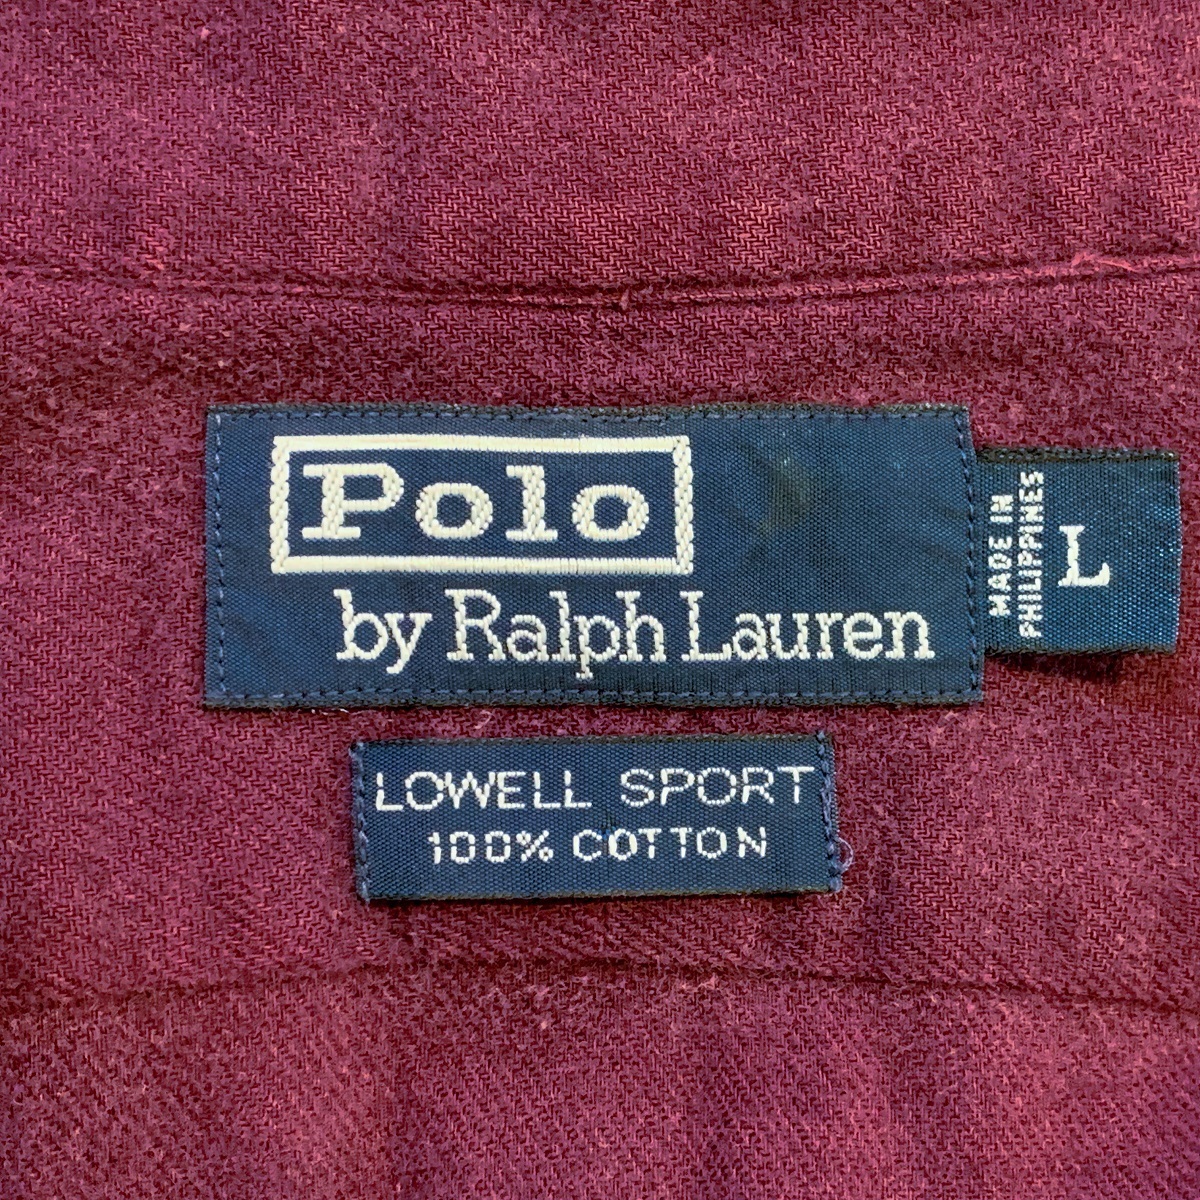 Polo
by Ralph Lauren
MADE IN
PHILIPPINES
L
LOWELL SPORT
100% COTTON